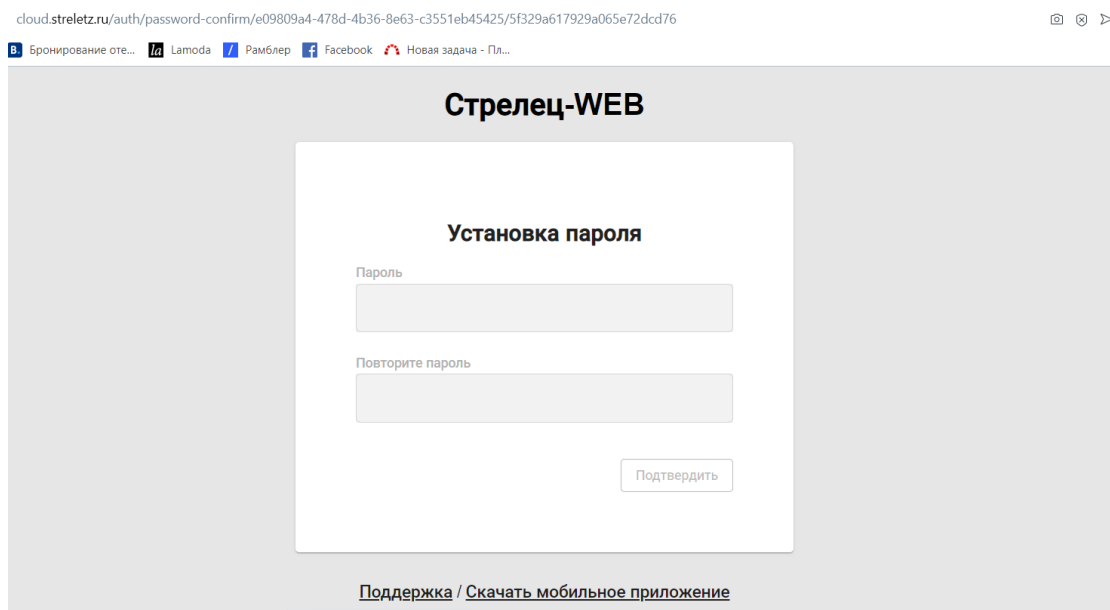 cloud.streletz.ru/auth/password-confirm/e09809a4-478d-4b36-8e63-c3551eb45425/5f329a617929a065e72dcd76
B. Бронирование оте... la Lamoda Рамблер f Facebook Новая задача - Пл...
Стрелец-WEB
Установка пароля
Пароль
Повторите пароль
Подтвердить
Поддержка / Скачать мобильное приложение